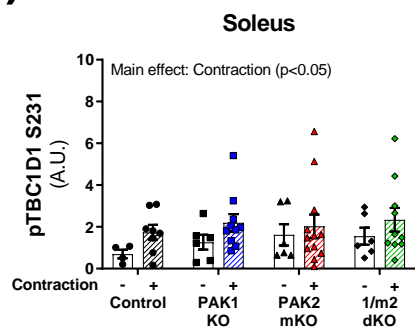 Soleus
Main effect: Contraction (p<0.05)
pTBC1D1 S231
(A.U.)
10
8
6
4
2
0
Contraction - + - + - + - +
Control PAK1 PAK2 1/m2
KO mKO dKO